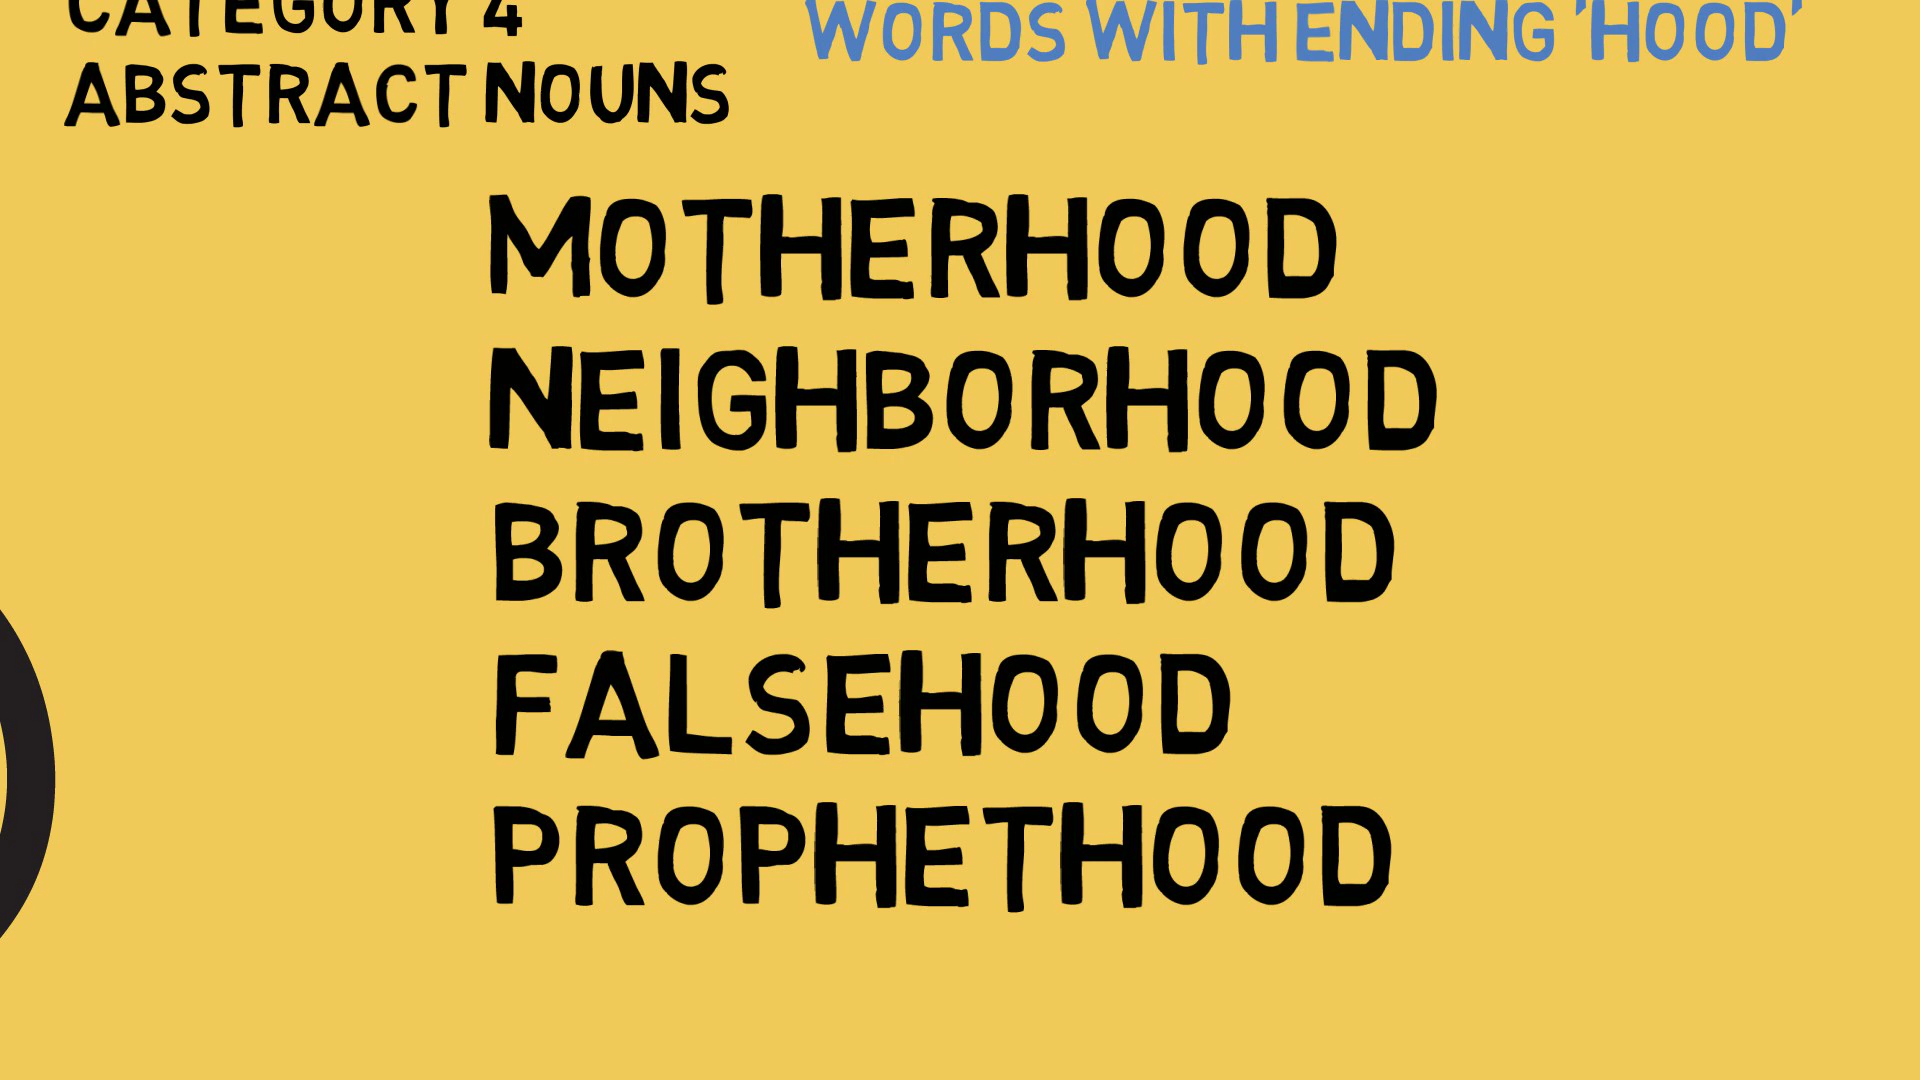 CATEGORY 4
ABSTRACT NOUNS
WORDS WITH ENDING 'HOOD'
MOTHERHOOD
NEIGHBORHOOD
BROTHERHOOD
FALSEHOOD
PROPHETHOOD